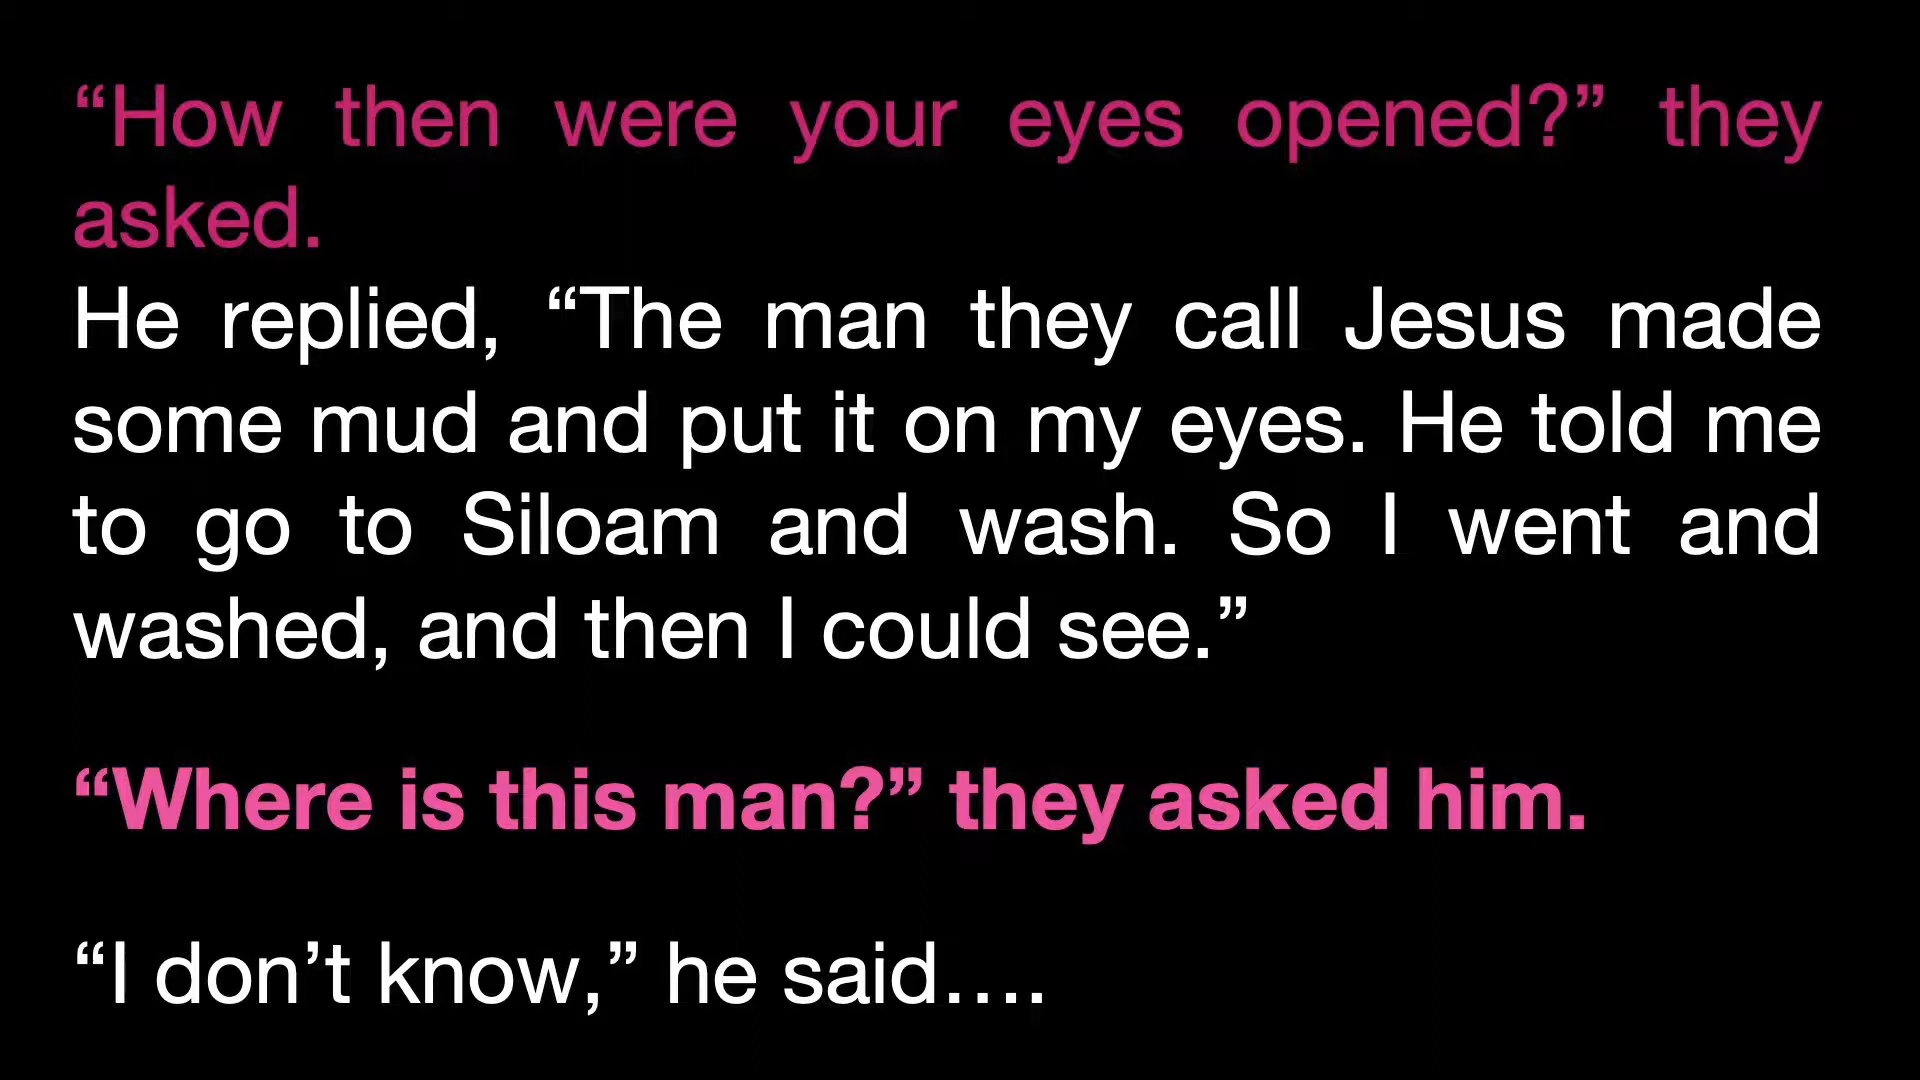 “How then were your eyes opened?” they
asked.
He replied, “The man they call Jesus made
some mud and put it on my eyes. He told me
to go to Siloam and wash. So I went and
washed, and then I could see.”
“Where is this man?” they asked him.
“I don’t know,” he said….